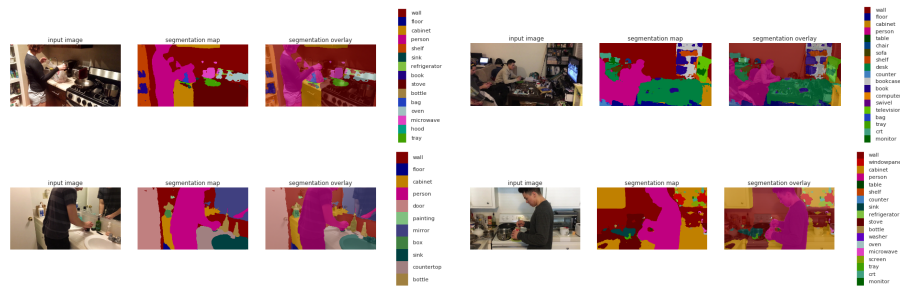 input image
segmentation map
segmentation overlay
wall
floor
cabinet
person
shelf
sink
refrigerator
book
stove
bottle
bag
oven
microwave
hood
tray
input image
segmentation map
segmentation overlay
wall
floor
cabinet
person
table
chair
sofa
shelf
desk
counter
bookcase
book
compute
swivel
television
bag
tray
crt
monitor
input image
segmentation map
segmentation overlay
wall
floor
cabinet
person
door
painting
mirror
box
sink
countertop
bottle
input image
segmentation map
segmentation overlay
wall
windowpane
cabinet
person
table
shelf
counter
sink
refrigerator
stove
bottle
washer
oven
microwave
screen
tray
crt
monitor